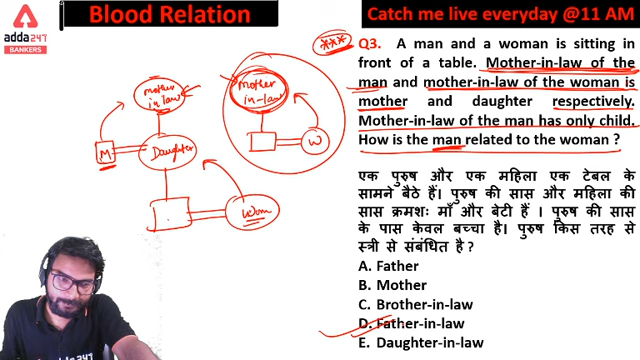 Blood Relation
adda247
BANKERS
Catch me live everyday @11 AM
***
Q3. A man and a woman is sitting in
front of a table. Mother-in-law of the
man and mother-in-law of the woman is
mother and daughter respectively.
Mother-in-law of the man has only child.
How is the man related to the woman ?
एक पुरुष और एक महिला एक टेबल के
सामने बैठे हैं। पुरुष की सास और महिला की
सास क्रमशः माँ और बेटी हैं । पुरुष की सास
के पास केवल बच्चा है। पुरुष किस तरह से
स्त्री से संबंधित है ?
A. Father
B. Mother
C. Brother-in-law
D. Father-in-law
E. Daughter-in-law
mother
in law
M
Daughter
mother
in-law
W